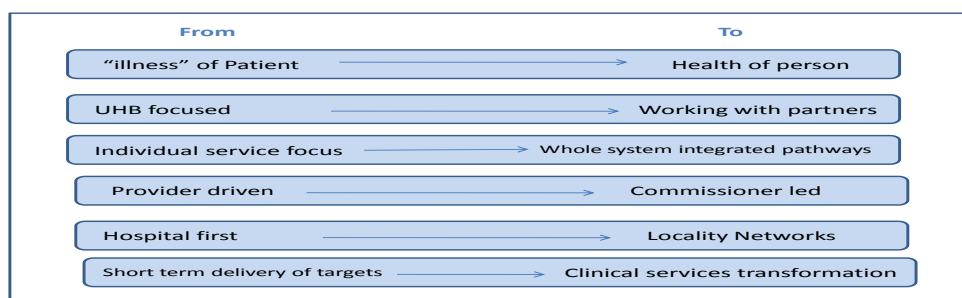 From To
“illness” of Patient Health of person
UHB focused Working with partners
Individual service focus Whole system integrated pathways
Provider driven Commissioner led
Hospital first Locality Networks
Short term delivery of targets Clinical services transformation